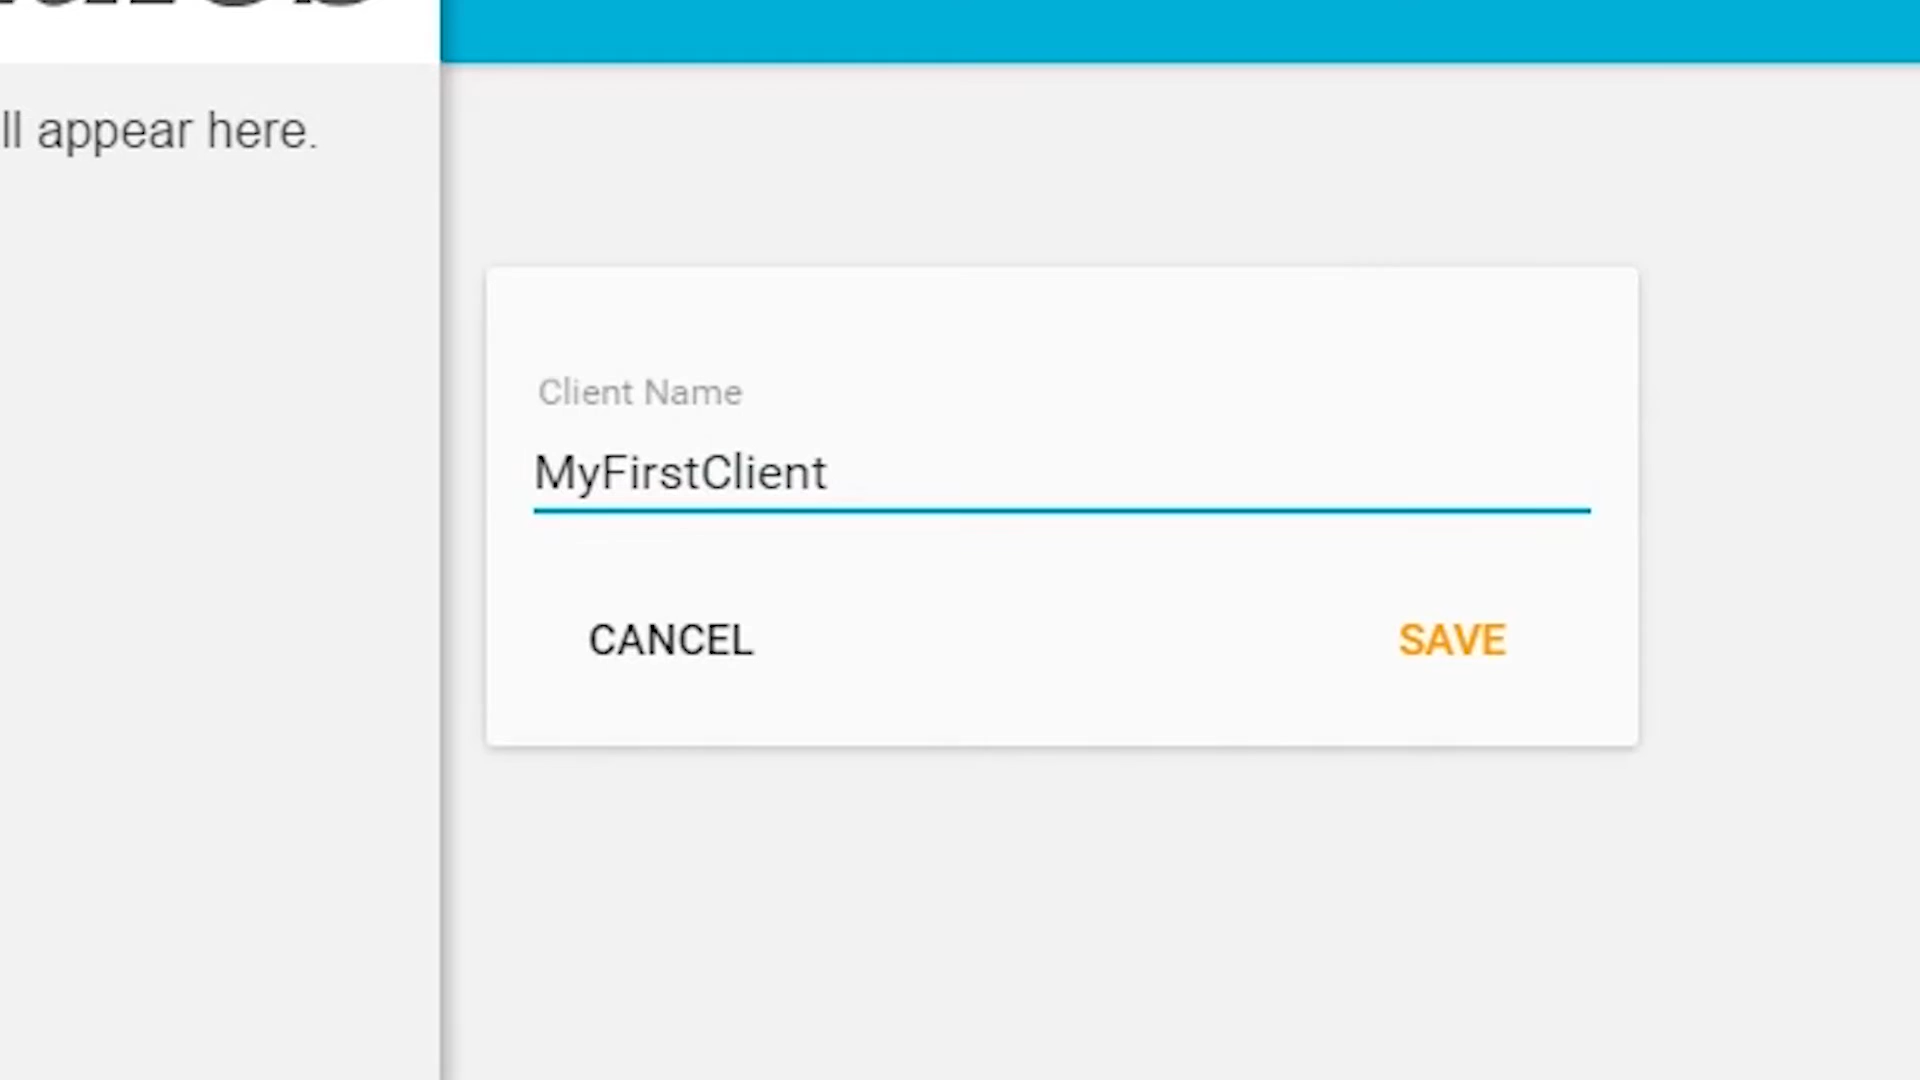 ll appear here.
Client Name
MyFirstClient
CANCEL
SAVE